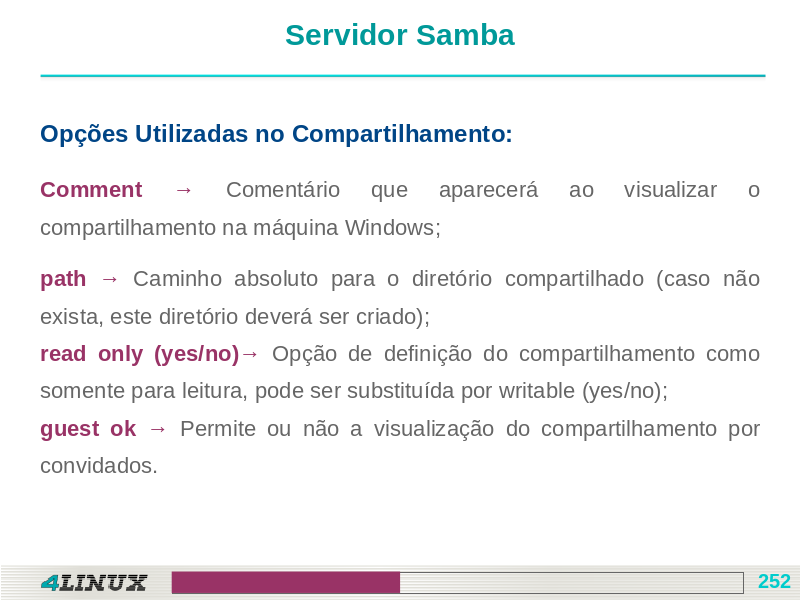 Servidor Samba
Opções Utilizadas no Compartilhamento:
Comment → Comentário que aparecerá ao visualizar o
compartilhamento na máquina Windows;
path → Caminho absoluto para o diretório compartilhado (caso não
exista, este diretório deverá ser criado);
read only (yes/no)→ Opção de definição do compartilhamento como
somente para leitura, pode ser substituída por writable (yes/no);
guest ok → Permite ou não a visualização do compartilhamento por
convidados.
4LINUX
252